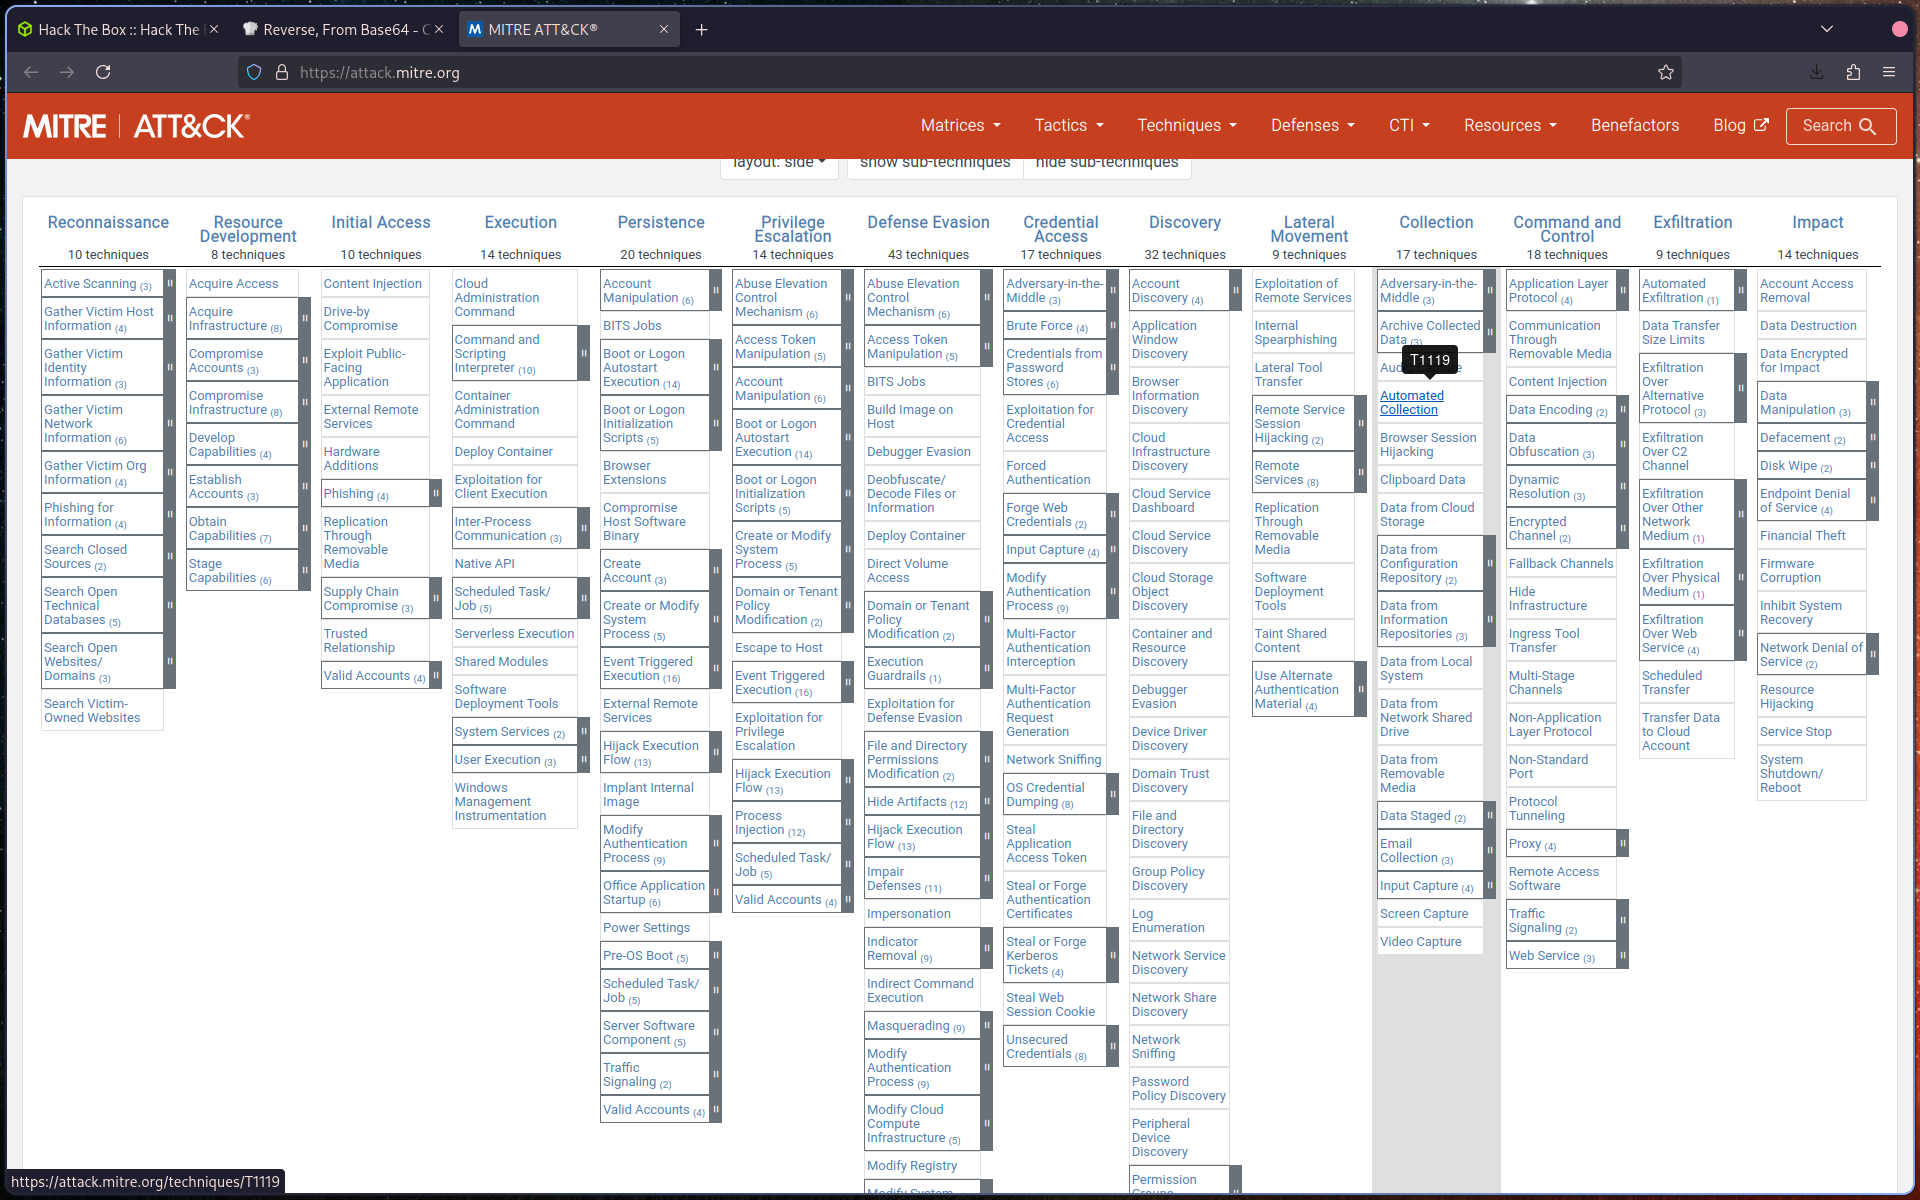 Hack The Box :: Hack The
Reverse, From Base64 - C
MITRE ATT&CK®
https://attack.mitre.org
MITRE | ATT&CK®
Matrices
Tactics
Techniques
Defenses
CTI
Resources
Benefactors
Blog
Search
layout: side
show sub-techniques
hide sub-techniques
Reconnaissance
10 techniques
Active Scanning (3)
Gather Victim Host
Information (4)
Gather Victim
Identity
Information (3)
Gather Victim
Network
Information (6)
Gather Victim Org
Information (4)
Phishing for
Information (4)
Search Closed
Sources (2)
Search Open
Technical
Databases (5)
Search Open
Websites/
Domains (3)
Search Victim-
Owned Websites
Resource
Development
8 techniques
Acquire Access
Acquire
Infrastructure (8)
Compromise
Accounts (3)
Compromise
Infrastructure (8)
Develop
Capabilities (4)
Establish
Accounts (3)
Obtain
Capabilities (7)
Stage
Capabilities (6)
Initial Access
10 techniques
Content Injection
Drive-by
Compromise
Exploit Public-
Facing
Application
External Remote
Services
Hardware
Additions
Phishing (4)
Replication
Through
Removable
Media
Supply Chain
Compromise (3)
Trusted
Relationship
Valid Accounts (4)
Execution
14 techniques
Cloud
Administration
Command
Command and
Scripting
Interpreter (10)
Container
Administration
Command
Deploy Container
Exploitation for
Client Execution
Inter-Process
Communication (3)
Native API
Scheduled Task/
Job (5)
Serverless Execution
Shared Modules
Software
Deployment Tools
System Services (2)
User Execution (3)
Windows
Management
Instrumentation
Persistence
20 techniques
Account
Manipulation (6)
BITS Jobs
Boot or Logon
Autostart
Execution (14)
Boot or Logon
Initialization
Scripts (5)
Browser
Extensions
Compromise
Host Software
Binary
Create
Account (3)
Create or Modify
System
Process (5)
Event Triggered
Execution (16)
External Remote
Services
Hijack Execution
Flow (13)
Implant Internal
Image
Modify
Authentication
Process (9)
Office Application
Startup (6)
Power Settings
Pre-OS Boot (5)
Scheduled Task/
Job (5)
Server Software
Component (5)
Traffic
Signaling (2)
Valid Accounts (4)
Privilege
Escalation
14 techniques
Abuse Elevation
Control
Mechanism (6)
Access Token
Manipulation (5)
Account
Manipulation (6)
Boot or Logon
Autostart
Execution (14)
Boot or Logon
Initialization
Scripts (5)
Create or Modify
System
Process (5)
Domain or Tenant
Policy
Modification (2)
Escape to Host
Event Triggered
Execution (16)
Exploitation for
Privilege
Escalation
Hijack Execution
Flow (13)
Process
Injection (12)
Scheduled Task/
Job (5)
Valid Accounts (4)
Defense Evasion
43 techniques
Abuse Elevation
Control
Mechanism (6)
Access Token
Manipulation (5)
BITS Jobs
Build Image on
Host
Debugger Evasion
Deobfuscate/
Decode Files or
Information
Deploy Container
Direct Volume
Access
Domain or Tenant
Policy
Modification (2)
Execution
Guardrails (1)
Exploitation for
Defense Evasion
File and Directory
Permissions
Modification (2)
Hide Artifacts (12)
Hijack Execution
Flow (13)
Impair
Defenses (11)
Impersonation
Indicator
Removal (9)
Indirect Command
Execution
Masquerading (9)
Modify
Authentication
Process (9)
Modify Cloud
Compute
Infrastructure (5)
Modify Registry
Modify System
Credential
Access
17 techniques
Adversary-in-the-
Middle (3)
Brute Force (4)
Credentials from
Password
Stores (6)
Exploitation for
Credential
Access
Forced
Authentication
Forge Web
Credentials (2)
Input Capture (4)
Modify
Authentication
Process (9)
Multi-Factor
Authentication
Interception
Multi-Factor
Authentication
Request
Generation
Network Sniffing
OS Credential
Dumping (8)
Steal
Application
Access Token
Steal or Forge
Authentication
Certificates
Steal or Forge
Kerberos
Tickets (4)
Steal Web
Session Cookie
Unsecured
Credentials (8)
Discovery
32 techniques
Account
Discovery (4)
Application
Window
Discovery
Browser
Information
Discovery
Cloud
Infrastructure
Discovery
Cloud Service
Dashboard
Cloud Service
Discovery
Cloud Storage
Object
Discovery
Container and
Resource
Discovery
Debugger
Evasion
Device Driver
Discovery
Domain Trust
Discovery
File and
Directory
Discovery
Group Policy
Discovery
Log
Enumeration
Network Service
Discovery
Network Share
Discovery
Network
Sniffing
Password
Policy Discovery
Peripheral
Device
Discovery
Permission
Groups
Lateral
Movement
9 techniques
Exploitation of
Remote Services
Internal
Spearphishing
Lateral Tool
Transfer
Remote Service
Session
Hijacking (2)
Remote
Services (8)
Replication
Through
Removable
Media
Software
Deployment
Tools
Taint Shared
Content
Use Alternate
Authentication
Material (4)
Collection
17 techniques
Adversary-in-the-
Middle (3)
Archive Collected
Data (3)
T1119
Automated
Collection
Browser Session
Hijacking
Clipboard Data
Data from Cloud
Storage
Data from
Configuration
Repository (2)
Data from
Information
Repositories (3)
Data from Local
System
Data from
Network Shared
Drive
Data from
Removable
Media
Data Staged (2)
Email
Collection (3)
Input Capture (4)
Screen Capture
Video Capture
Command and
Control
18 techniques
Application Layer
Protocol (4)
Communication
Through
Removable Media
Content Injection
Data Encoding (2)
Data
Obfuscation (3)
Dynamic
Resolution (3)
Encrypted
Channel (2)
Fallback Channels
Hide
Infrastructure
Ingress Tool
Transfer
Multi-Stage
Channels
Non-Application
Layer Protocol
Non-Standard
Port
Protocol
Tunneling
Proxy (4)
Remote Access
Software
Traffic
Signaling (2)
Web Service (3)
Exfiltration
9 techniques
Automated
Exfiltration (1)
Data Transfer
Size Limits
Exfiltration
Over
Alternative
Protocol (3)
Exfiltration
Over C2
Channel
Exfiltration
Over Other
Network
Medium (1)
Exfiltration
Over Physical
Medium (1)
Exfiltration
Over Web
Service (4)
Scheduled
Transfer
Transfer Data
to Cloud
Account
Impact
14 techniques
Account Access
Removal
Data Destruction
Data Encrypted
for Impact
Data
Manipulation (3)
Defacement (2)
Disk Wipe (2)
Endpoint Denial
of Service (4)
Financial Theft
Firmware
Corruption
Inhibit System
Recovery
Network Denial of
Service (2)
Resource
Hijacking
Service Stop
System
Shutdown/
Reboot
https://attack.mitre.org/techniques/T1119